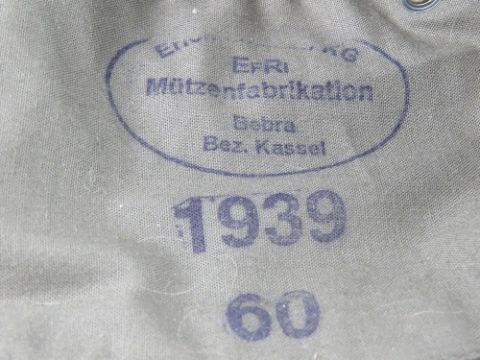 KG
EFRI
Mützenfabrikation
Bebra
Bez. Kassel
1939
60